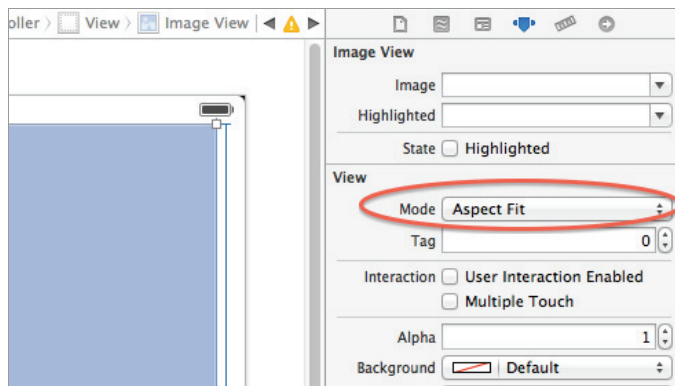 oller 〉 View 〉 Image View
Image View
Image
Highlighted
State Highlighted
View
Mode Aspect Fit
Tag 0
Interaction User Interaction Enabled
Multiple Touch
Alpha 1
Background Default